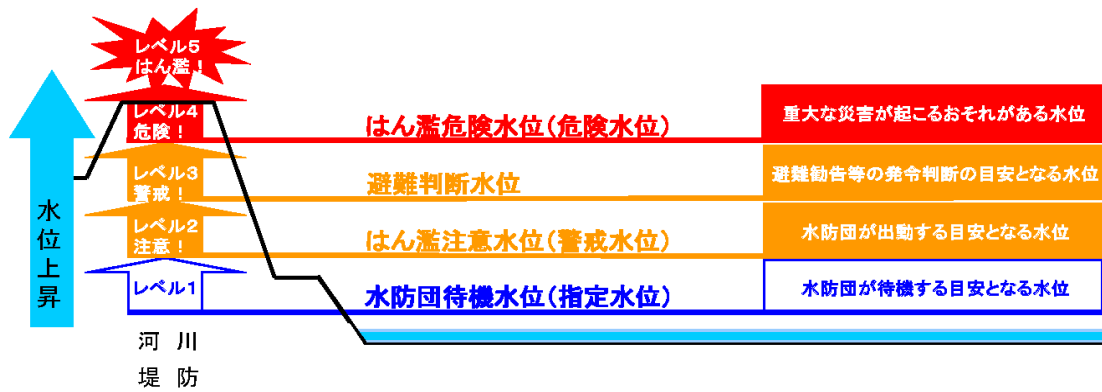 レベル5
はん濫!
レベル4
危険!
はん濫危険水位(危険水位)
重大な災害が起こるおそれがある水位
レベル3
警戒!
避難判断水位
避難勧告等の発令判断の目安となる水位
レベル2
注意!
はん濫注意水位(警戒水位)
水防団が出動する目安となる水位
レベル1
水防団待機水位(指定水位)
水防団が待機する目安となる水位
水位上昇
河川
堤防